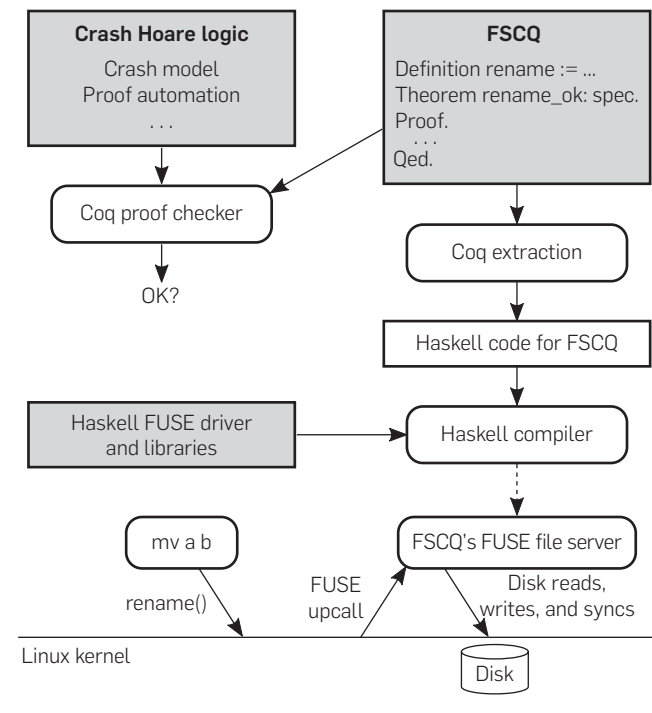 Crash Hoare logic
Crash model
Proof automation
. . .
FSCQ
Definition rename := ...
Theorem rename_ok: spec.
Proof.
. . .
Qed.
Coq proof checker
OK?
Coq extraction
Haskell code for FSCQ
Haskell FUSE driver
and libraries
Haskell compiler
mv a b
FSCQ's FUSE file server
rename()
FUSE
upcall
Disk reads,
writes, and syncs
Linux kernel
Disk